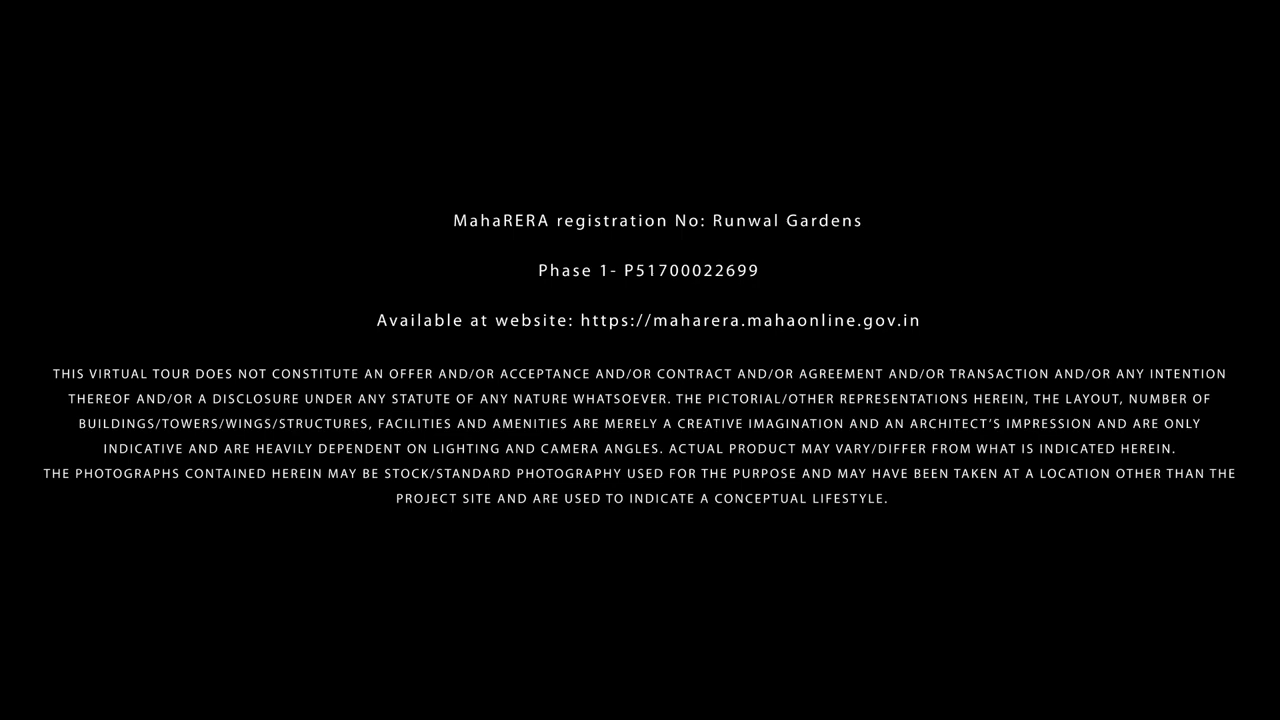 MahaRERA registration No: Runwal Gardens
Phase 1- P51700022699
Available at website: https://maharera.mahaonline.gov.in
THIS VIRTUAL TOUR DOES NOT CONSTITUTE AN OFFER AND/OR ACCEPTANCE AND/OR CONTRACT AND/OR AGREEMENT AND/OR TRANSACTION AND/OR ANY INTENTION
THEREOF AND/OR A DISCLOSURE UNDER ANY STATUTE OF ANY NATURE WHATSOEVER. THE PICTORIAL/OTHER REPRESENTATIONS HEREIN, THE LAYOUT, NUMBER OF
BUILDINGS/TOWERS/WINGS/STRUCTURES, FACILITIES AND AMENITIES ARE MERELY A CREATIVE IMAGINATION AND AN ARCHITECT’S IMPRESSION AND ARE ONLY
INDICATIVE AND ARE HEAVILY DEPENDENT ON LIGHTING AND CAMERA ANGLES. ACTUAL PRODUCT MAY VARY/DIFFER FROM WHAT IS INDICATED HEREIN.
THE PHOTOGRAPHS CONTAINED HEREIN MAY BE STOCK/STANDARD PHOTOGRAPHY USED FOR THE PURPOSE AND MAY HAVE BEEN TAKEN AT A LOCATION OTHER THAN THE
PROJECT SITE AND ARE USED TO INDICATE A CONCEPTUAL LIFESTYLE.